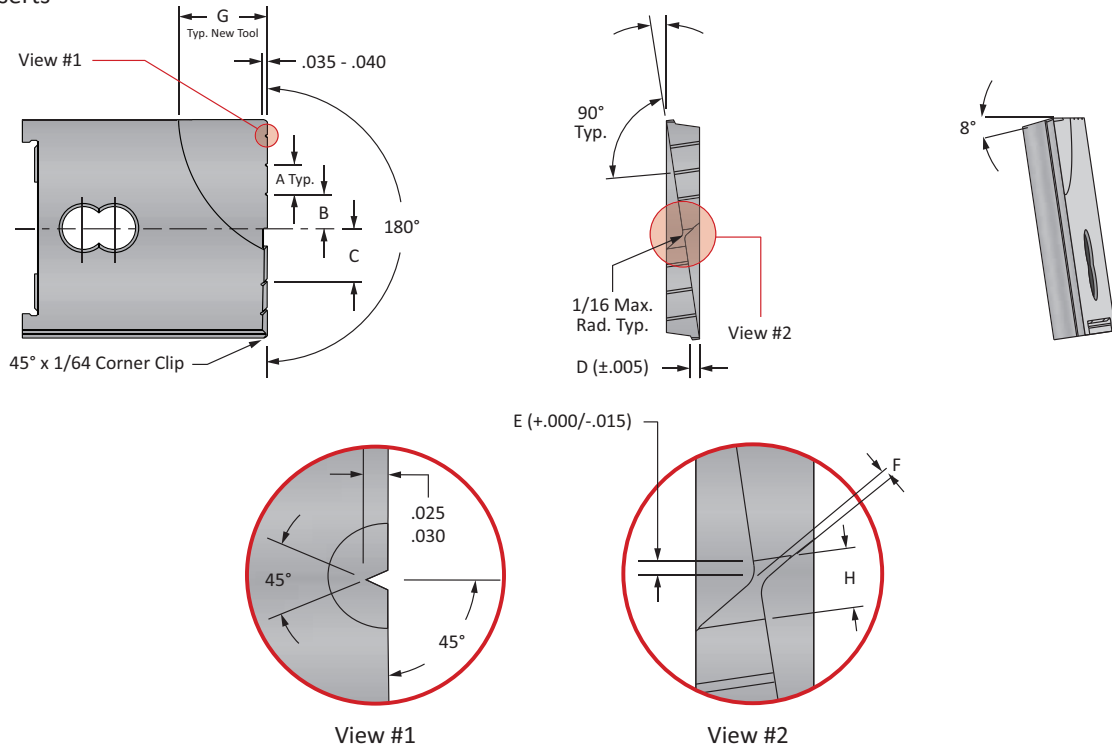 G
Typ. New Tool
View #1
.035 - .040
A Typ.
B
C
180°
45° x 1/64 Corner Clip
90°
Typ.
1/16 Max.
Rad. Typ.
View #2
D (±.005)
8°
E (+.000/-.015)
.025
.030
45°
45°
F
H
View #1
View #2